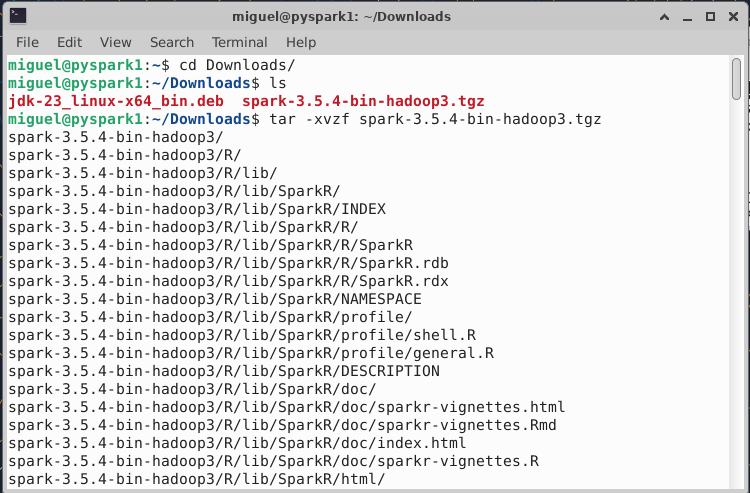 miguel@pyspark1: ~/Downloads
File Edit View Search Terminal Help
miguel@pyspark1:~$ cd Downloads/
miguel@pyspark1:~/Downloads$ ls
jdk-23_linux-x64_bin.deb  spark-3.5.4-bin-hadoop3.tgz
miguel@pyspark1:~/Downloads$ tar -xvzf spark-3.5.4-bin-hadoop3.tgz
spark-3.5.4-bin-hadoop3/
spark-3.5.4-bin-hadoop3/R/
spark-3.5.4-bin-hadoop3/R/lib/
spark-3.5.4-bin-hadoop3/R/lib/SparkR/
spark-3.5.4-bin-hadoop3/R/lib/SparkR/INDEX
spark-3.5.4-bin-hadoop3/R/lib/SparkR/R/
spark-3.5.4-bin-hadoop3/R/lib/SparkR/R/SparkR
spark-3.5.4-bin-hadoop3/R/lib/SparkR/R/SparkR.rdb
spark-3.5.4-bin-hadoop3/R/lib/SparkR/R/SparkR.rdx
spark-3.5.4-bin-hadoop3/R/lib/SparkR/NAMESPACE
spark-3.5.4-bin-hadoop3/R/lib/SparkR/profile/
spark-3.5.4-bin-hadoop3/R/lib/SparkR/profile/shell.R
spark-3.5.4-bin-hadoop3/R/lib/SparkR/profile/general.R
spark-3.5.4-bin-hadoop3/R/lib/SparkR/DESCRIPTION
spark-3.5.4-bin-hadoop3/R/lib/SparkR/doc/
spark-3.5.4-bin-hadoop3/R/lib/SparkR/doc/sparkr-vignettes.html
spark-3.5.4-bin-hadoop3/R/lib/SparkR/doc/sparkr-vignettes.Rmd
spark-3.5.4-bin-hadoop3/R/lib/SparkR/doc/index.html
spark-3.5.4-bin-hadoop3/R/lib/SparkR/doc/sparkr-vignettes.R
spark-3.5.4-bin-hadoop3/R/lib/SparkR/html/